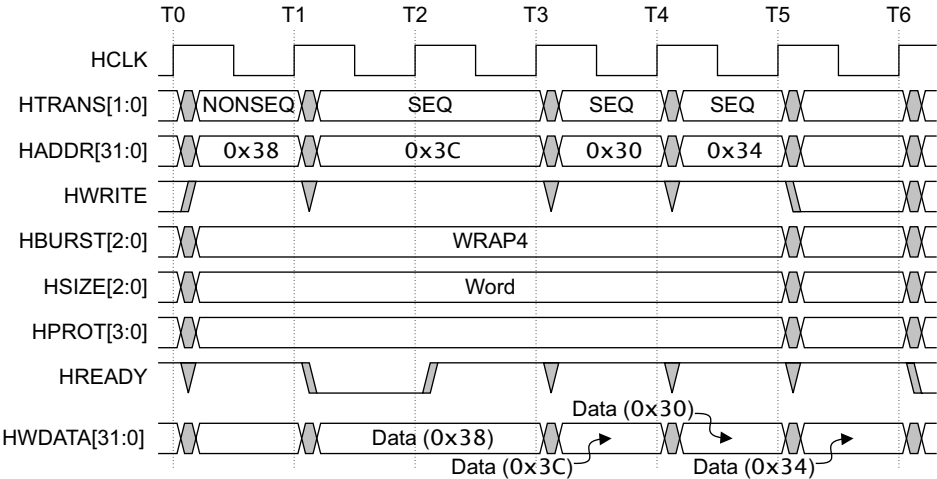 T0 T1 T2 T3 T4 T5 T6
HCLK
HTRANS[1:0] NONSEQ SEQ SEQ SEQ
HADDR[31:0] 0x38 0x3C 0x30 0x34
HWRITE
HBURST[2:0] WRAP4
HSIZE[2:0] Word
HPROT[3:0]
HREADY
Data (0x30)
HWDATA[31:0] Data (0x38)
Data (0x3C) Data (0x34)